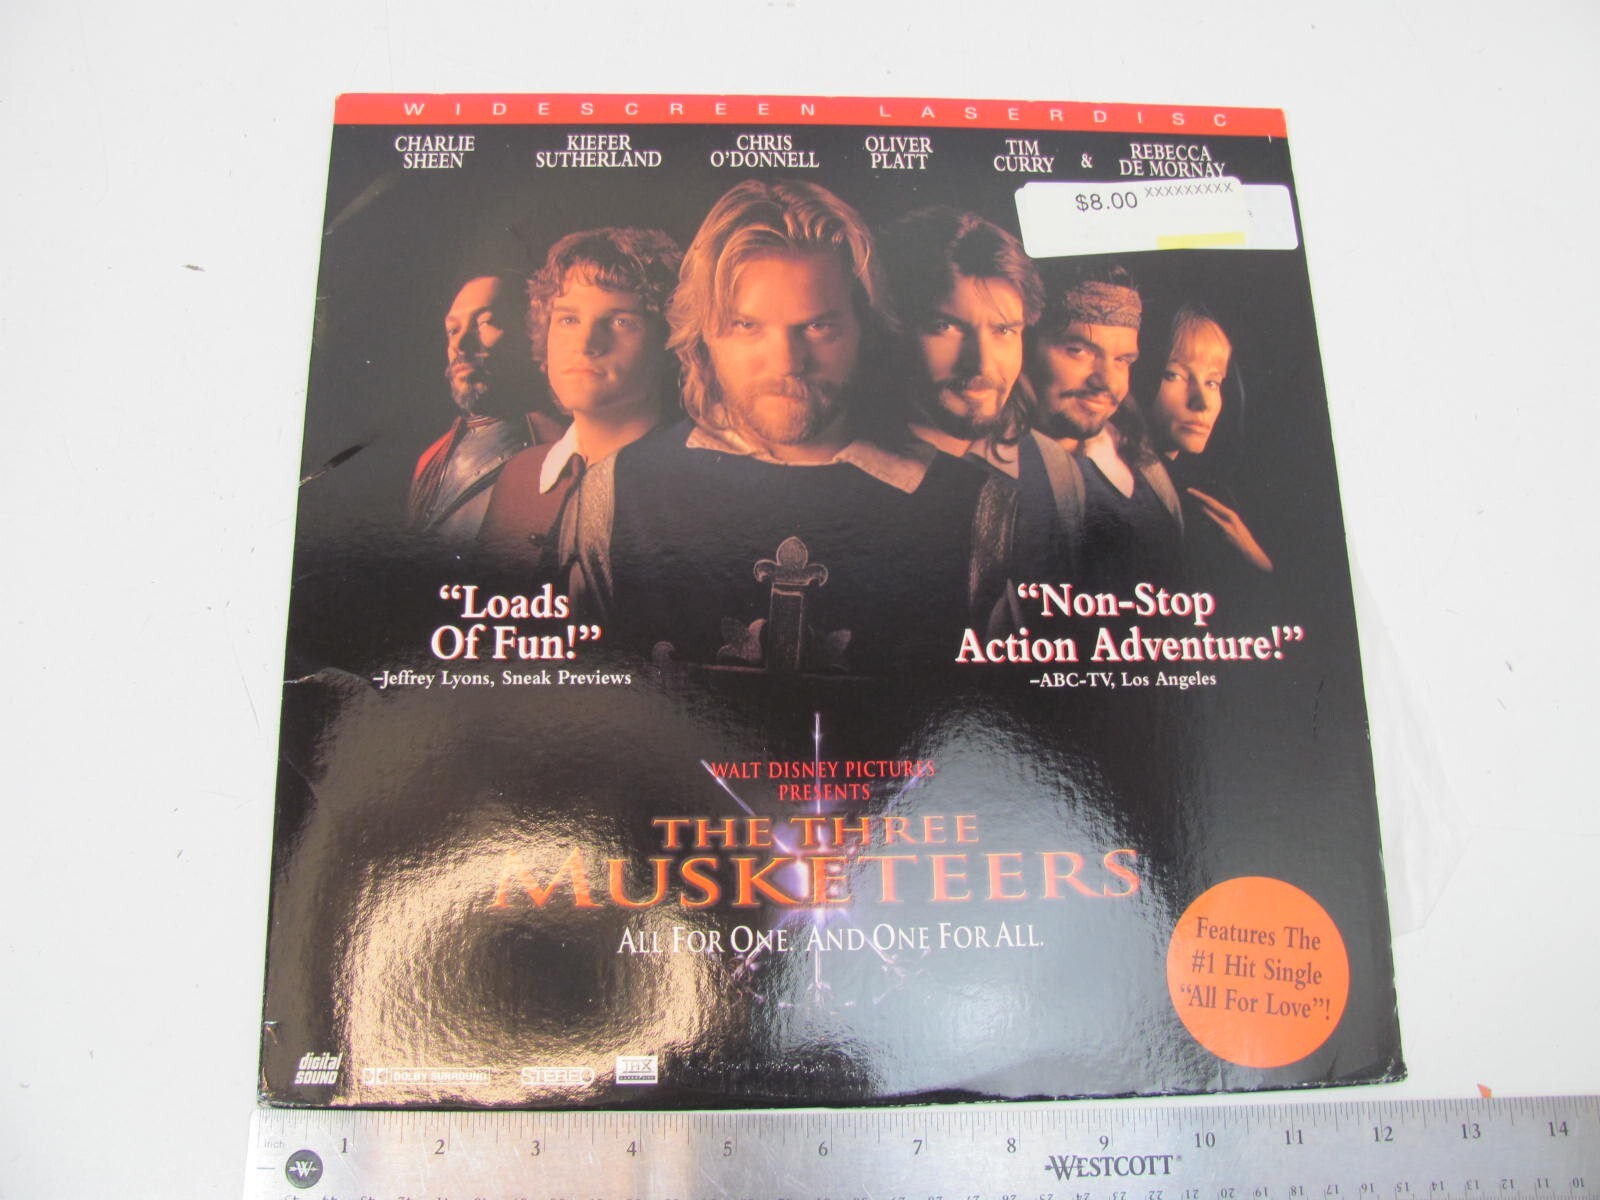 WIDESCREEN LASERDISC
CHARLIE SHEEN
KIEFER SUTHERLAND
CHRIS O'DONNELL
OLIVER PLATT
TIM CURRY
&
REBECCA DE MORNAY
$8.00 XXXXXXXXX
“Loads
Of Fun!”
–Jeffrey Lyons, Sneak Previews
“Non-Stop
Action Adventure!”
–ABC-TV, Los Angeles
WALT DISNEY PICTURES
PRESENTS
THE THREE
MUSKETEERS
ALL FOR ONE. AND ONE FOR ALL.
Features The
#1 Hit Single
“All For Love”!
digital
SOUND
DOLBY SURROUND
STEREO
THX
Inch 1 2 3 4 5 6 7 8 9 10 11 12 13 14
W
WESTCOTT